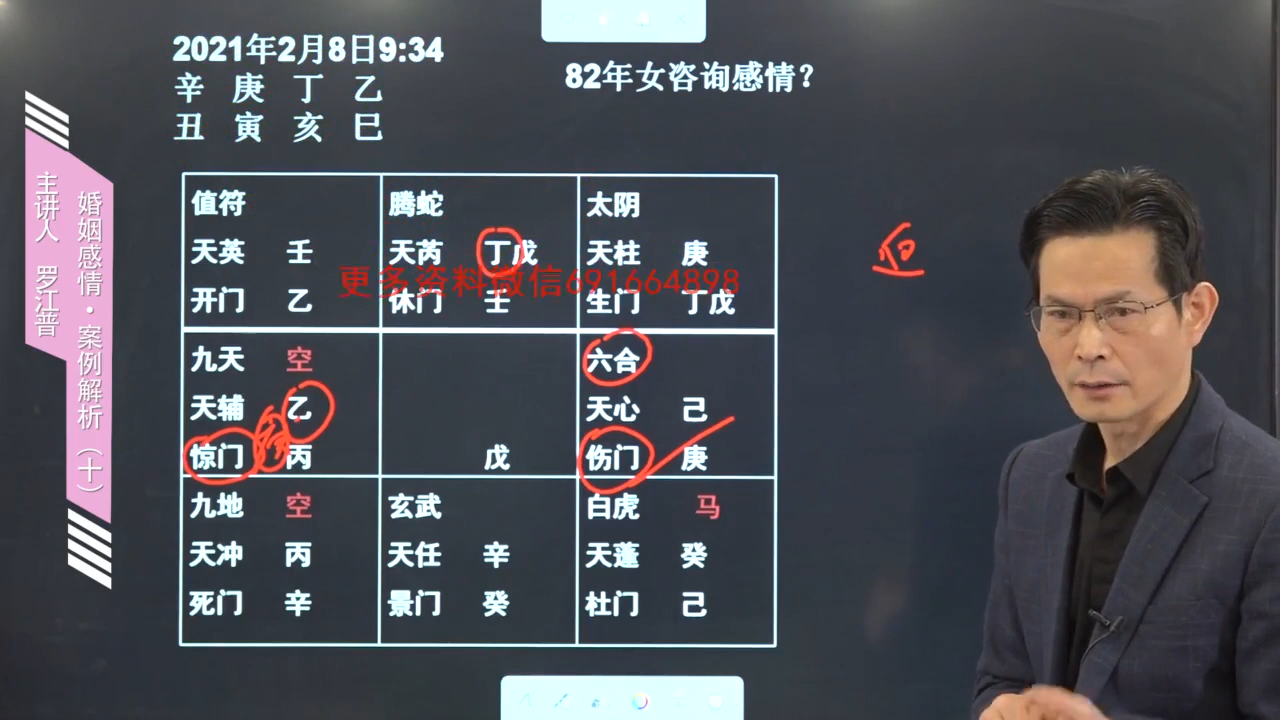 2021年2月8日9:34
辛 庚 丁 乙
丑 寅 亥 巳
82年女咨询感情?
婚姻感情·案例解析(十)
主讲人 罗江普
值符
天英 壬
开门 乙
腾蛇
天芮 丁戊
休门 壬
太阴
天柱 庚
生门 丁戊
更多资料微信691664898
九天 空
天辅 乙
惊门 丙
戊
六合
天心 己
伤门 庚
九地 空
天冲 丙
死门 辛
玄武
天任 辛
景门 癸
白虎 马
天蓬 癸
杜门 己